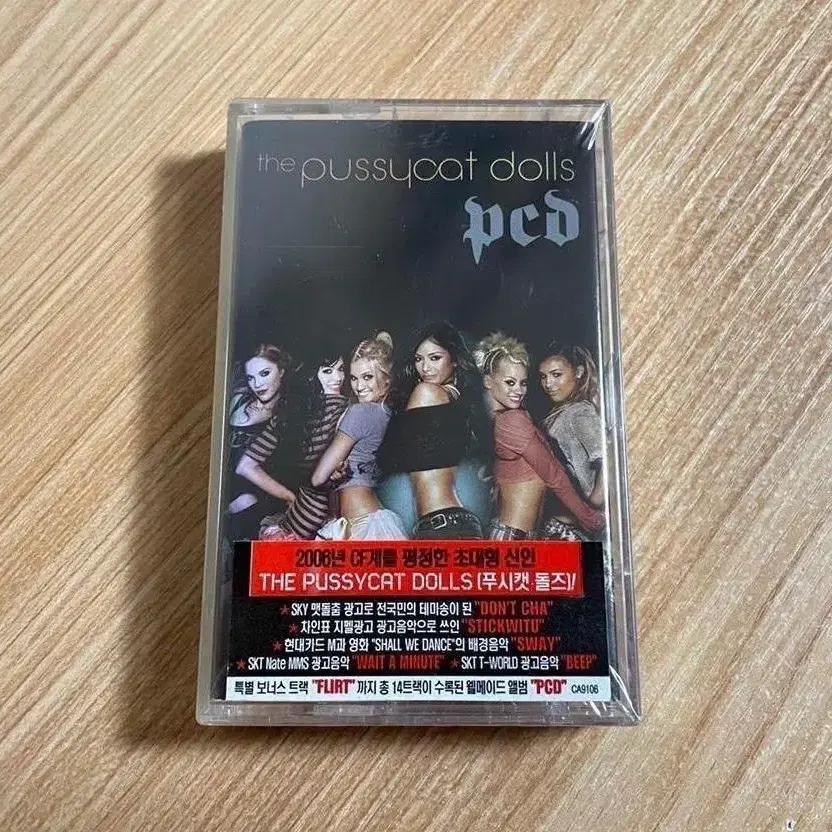 the pussycat dolls
pcd
2006년 CF계를 평정한 초대형 신인
THE PUSSYCAT DOLLS (푸시캣 돌즈)!
★SKY 맷돌춤 광고로 전국민의 테마송이 된 "DON'T CHA"
★차인표 지펠광고 광고음악으로 쓰인 "STICKWITU"
★현대카드 M과 영화 "SHALL WE DANCE"의 배경음악 "SWAY"
★SKT Nate MMS 광고음악 "WAIT A MINUTE" ★SKT T-WORLD 광고음악 "BEEP"
특별 보너스 트랙 "FLiRT" 까지 총 14트랙이 수록된 웰메이드 앨범 "PCD" CA9106